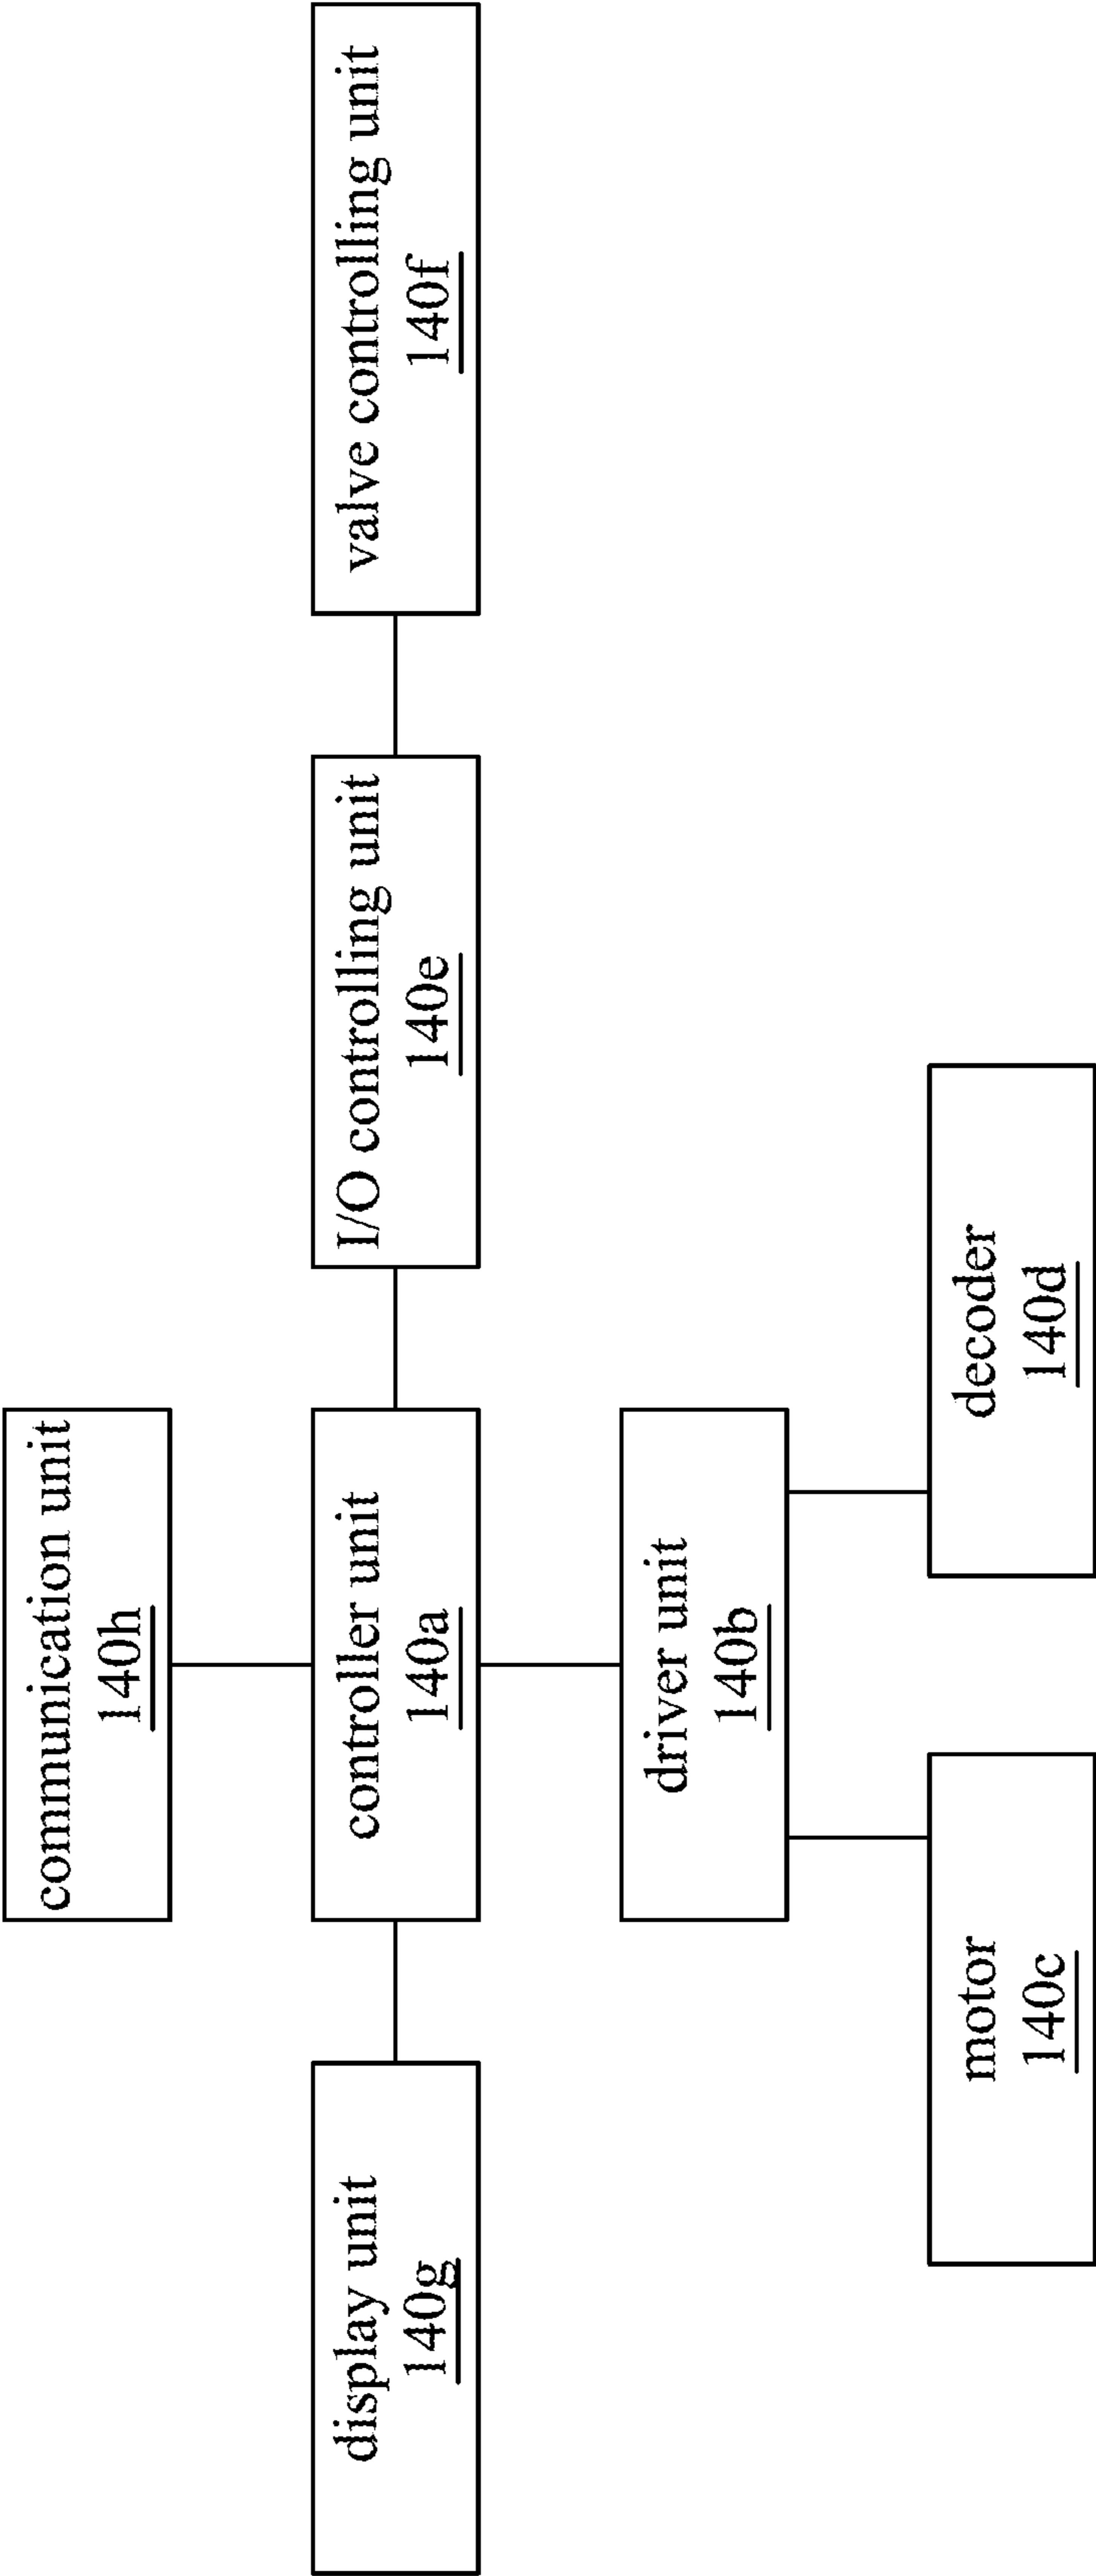 communication unit
140h
display unit
140g
controller unit
140a
I/O controlling unit
140e
valve controlling unit
140f
driver unit
140b
motor
140c
decoder
140d